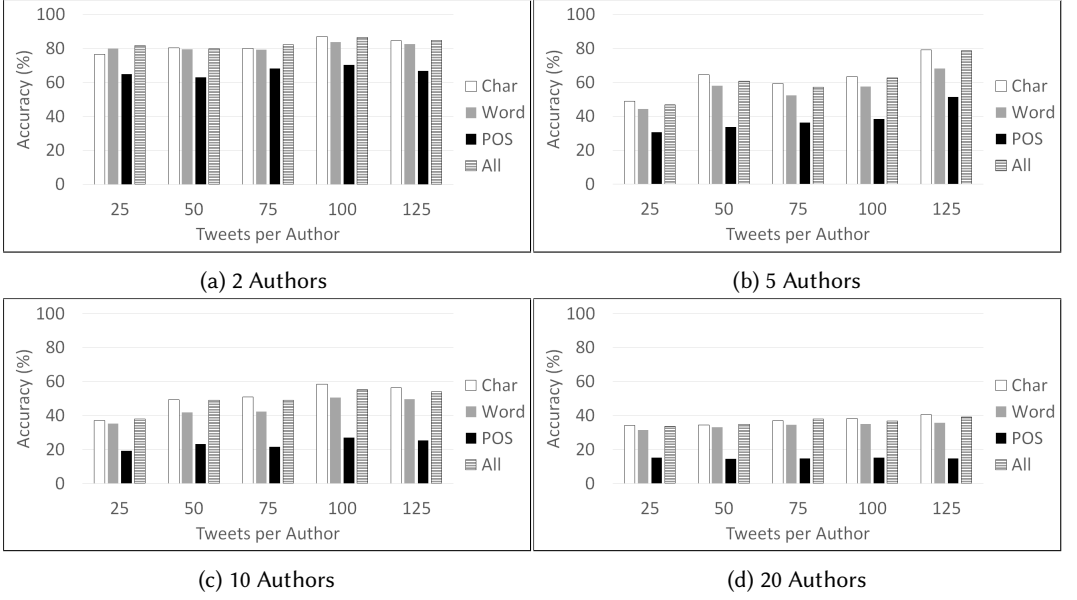 100
80
60
40
20
0
Accuracy (%)
25 50 75 100 125
Tweets per Author
Char
Word
POS
All
(a) 2 Authors
100
80
60
40
20
0
Accuracy (%)
25 50 75 100 125
Tweets per Author
Char
Word
POS
All
(b) 5 Authors
100
80
60
40
20
0
Accuracy (%)
25 50 75 100 125
Tweets per Author
Char
Word
POS
All
(c) 10 Authors
100
80
60
40
20
0
Accuracy (%)
25 50 75 100 125
Tweets per Author
Char
Word
POS
All
(d) 20 Authors